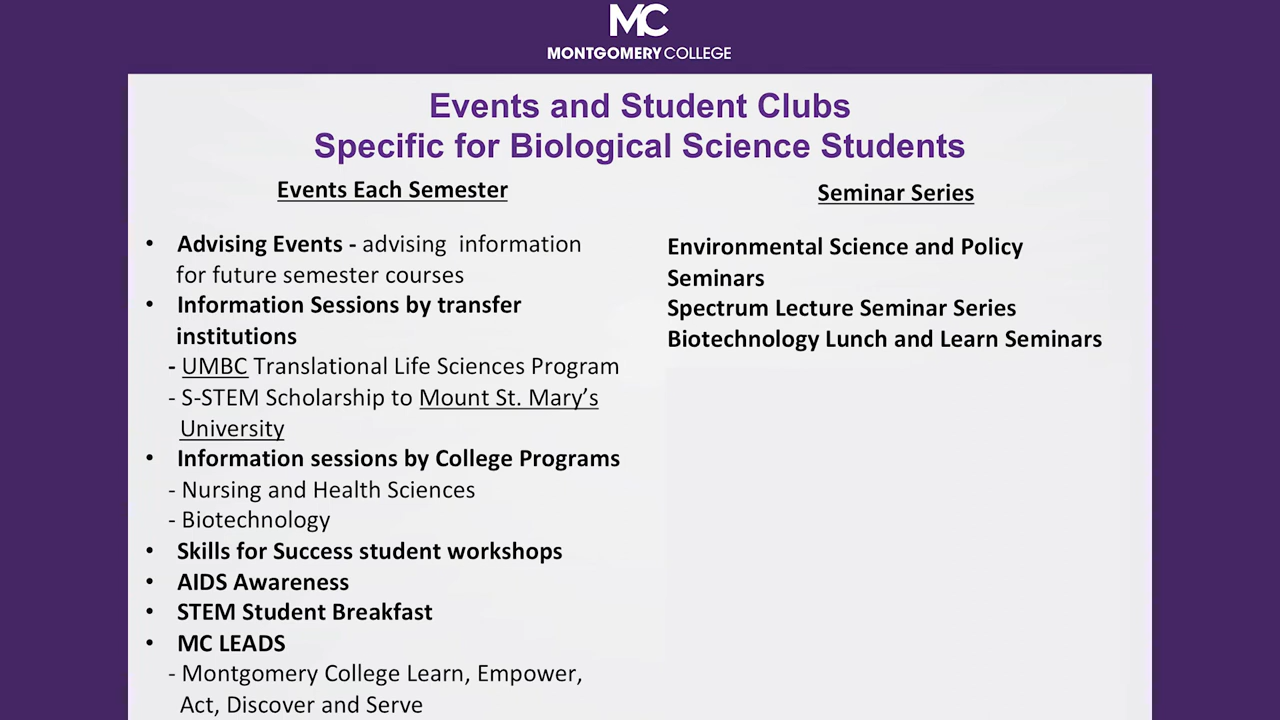 MC
MONTGOMERY COLLEGE
Events and Student Clubs
Specific for Biological Science Students
Events Each Semester
• Advising Events - advising information
for future semester courses
• Information Sessions by transfer
institutions
- UMBC Translational Life Sciences Program
- S-STEM Scholarship to Mount St. Mary’s
University
• Information sessions by College Programs
- Nursing and Health Sciences
- Biotechnology
• Skills for Success student workshops
• AIDS Awareness
• STEM Student Breakfast
• MC LEADS
- Montgomery College Learn, Empower,
Act, Discover and Serve
Seminar Series
Environmental Science and Policy
Seminars
Spectrum Lecture Seminar Series
Biotechnology Lunch and Learn Seminars